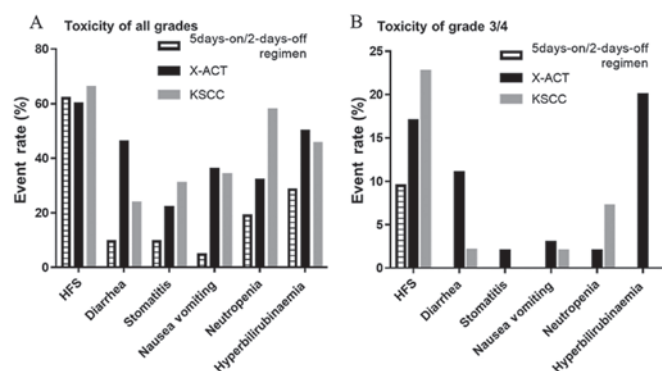 A Toxicity of all grades
5days-on/2-days-off
regimen
X-ACT
KSCC
Event rate (%)
80
60
40
20
0
HFS
Diarrhea
Stomatitis
Nausea vomiting
Neutropenia
Hyperbilirubinaemia
B Toxicity of grade 3/4
5days-on/2-days-off
regimen
X-ACT
KSCC
Event rate (%)
25
20
15
10
5
0
HFS
Diarrhea
Stomatitis
Nausea vomiting
Neutropenia
Hyperbilirubinaemia